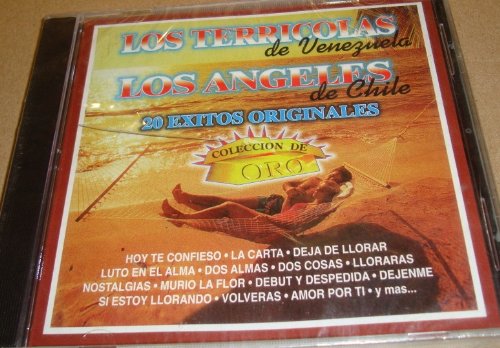 LOS TERRICOLAS
de Venezuela
LOS ANGELES
de Chile
20 EXITOS ORIGINALES
COLECCION DE
ORO
HOY TE CONFIESO • LA CARTA • DEJA DE LLORAR
LUTO EN EL ALMA • DOS ALMAS • DOS COSAS • LLORARAS
NOSTALGIAS • MURIO LA FLOR • DEBUT Y DESPEDIDA • DEJENME
SI ESTOY LLORANDO • VOLVERAS • AMOR POR TI • y mas...